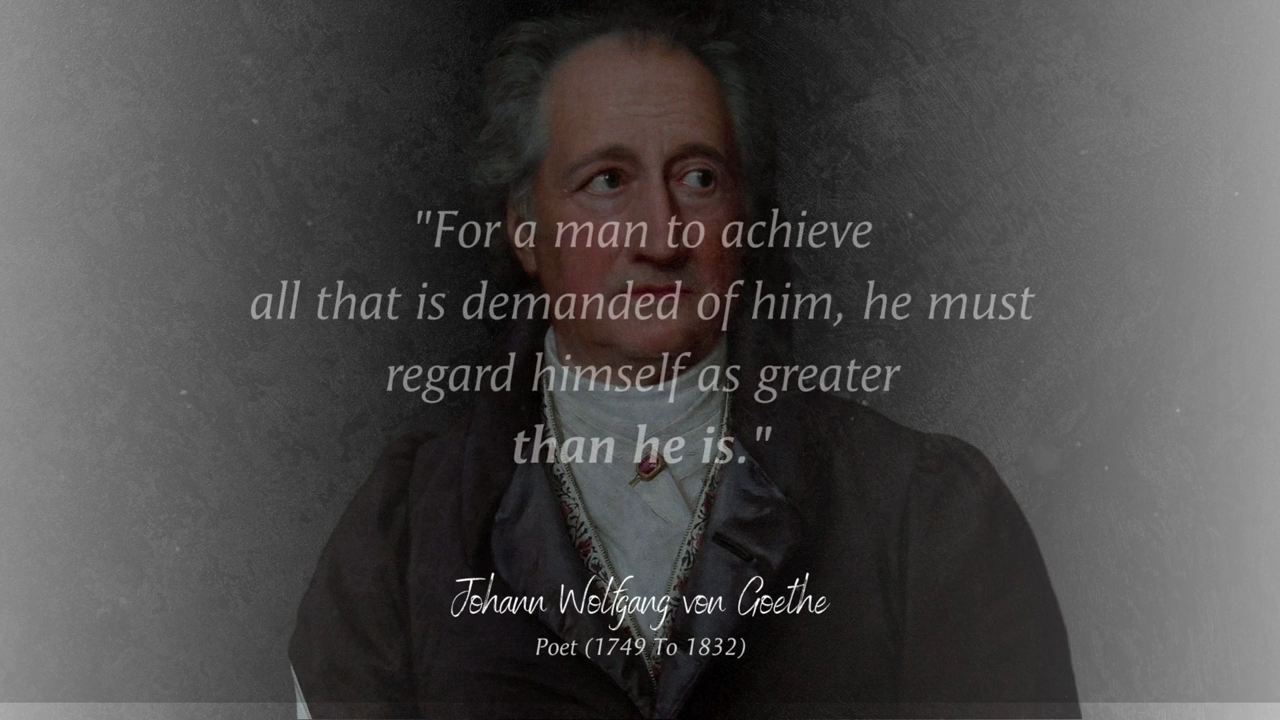 "For a man to achieve
all that is demanded of him, he must
regard himself as greater
than he is."
Johann Wolfgang von Goethe
Poet (1749 To 1832)